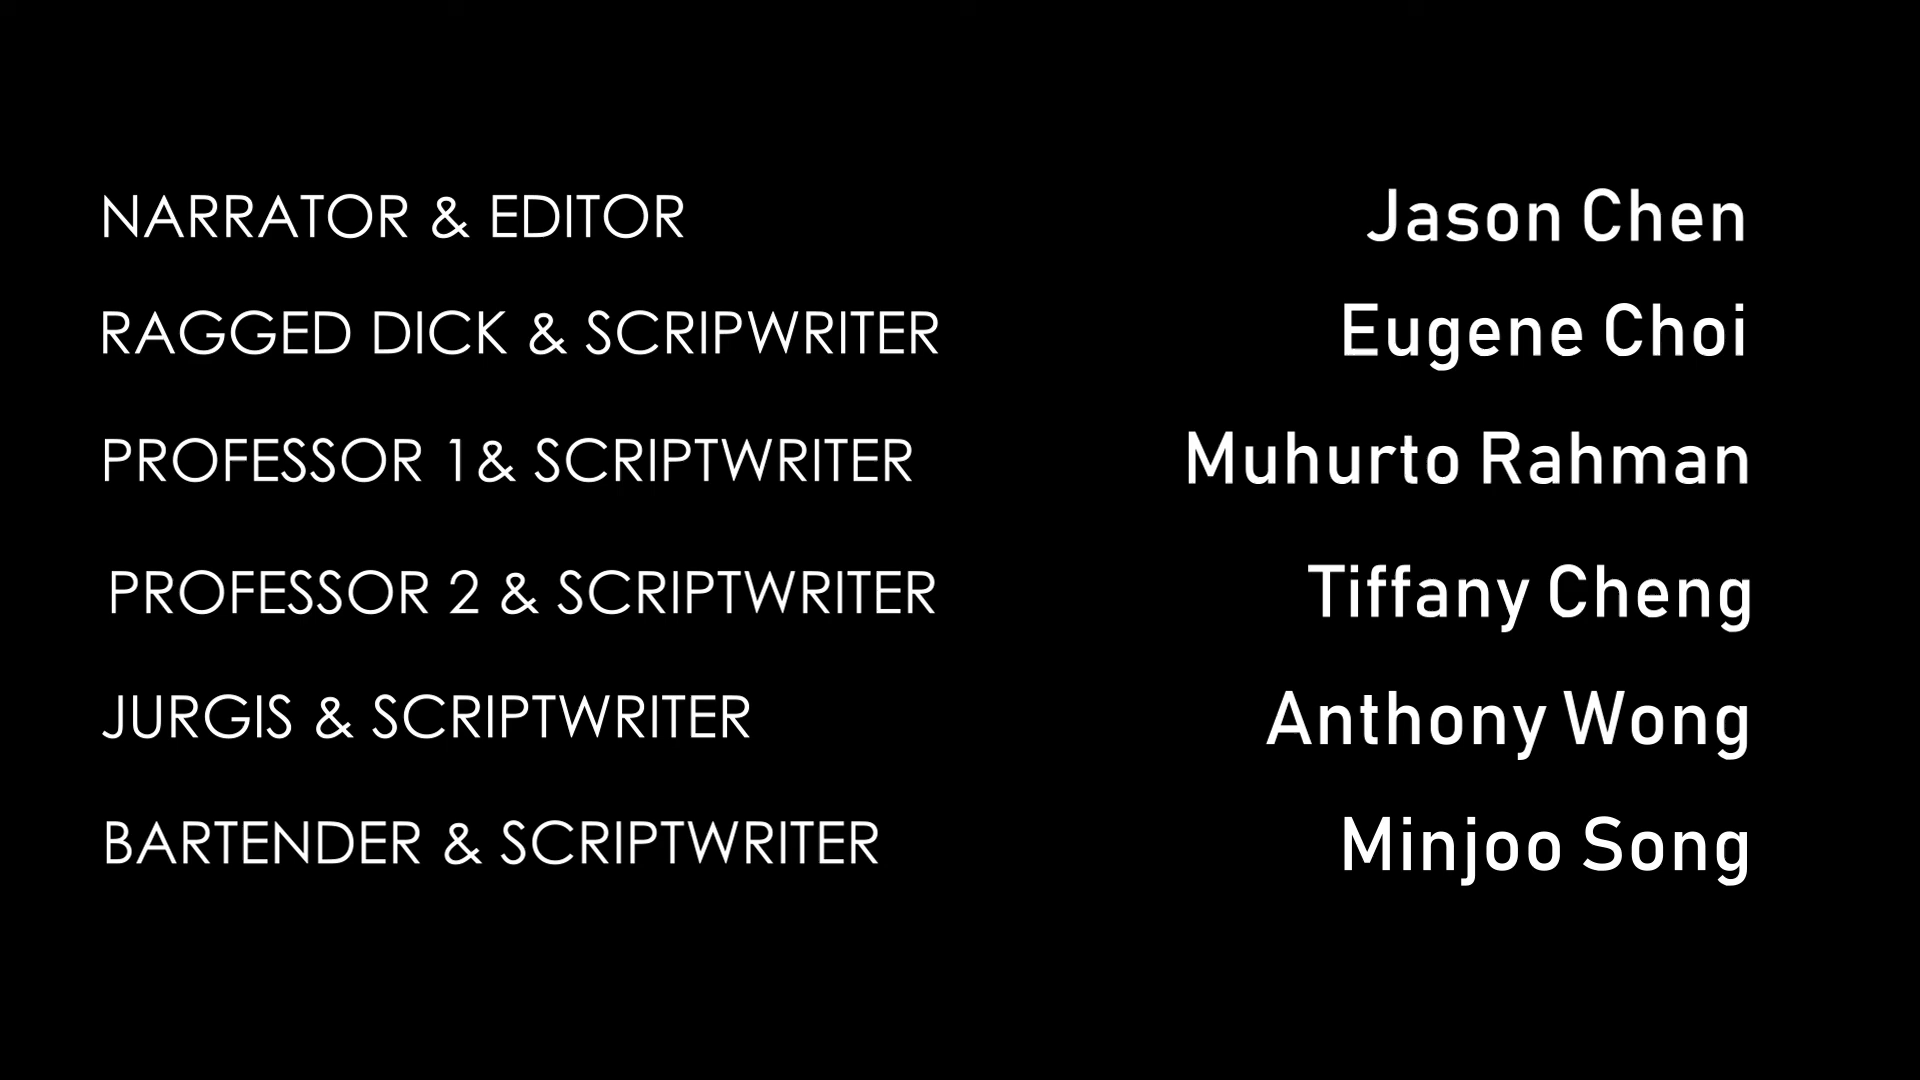 NARRATOR & EDITOR Jason Chen
RAGGED DICK & SCRIPWRITER Eugene Choi
PROFESSOR 1& SCRIPTWRITER Muhurto Rahman
PROFESSOR 2 & SCRIPTWRITER Tiffany Cheng
JURGIS & SCRIPTWRITER Anthony Wong
BARTENDER & SCRIPTWRITER Minjoo Song